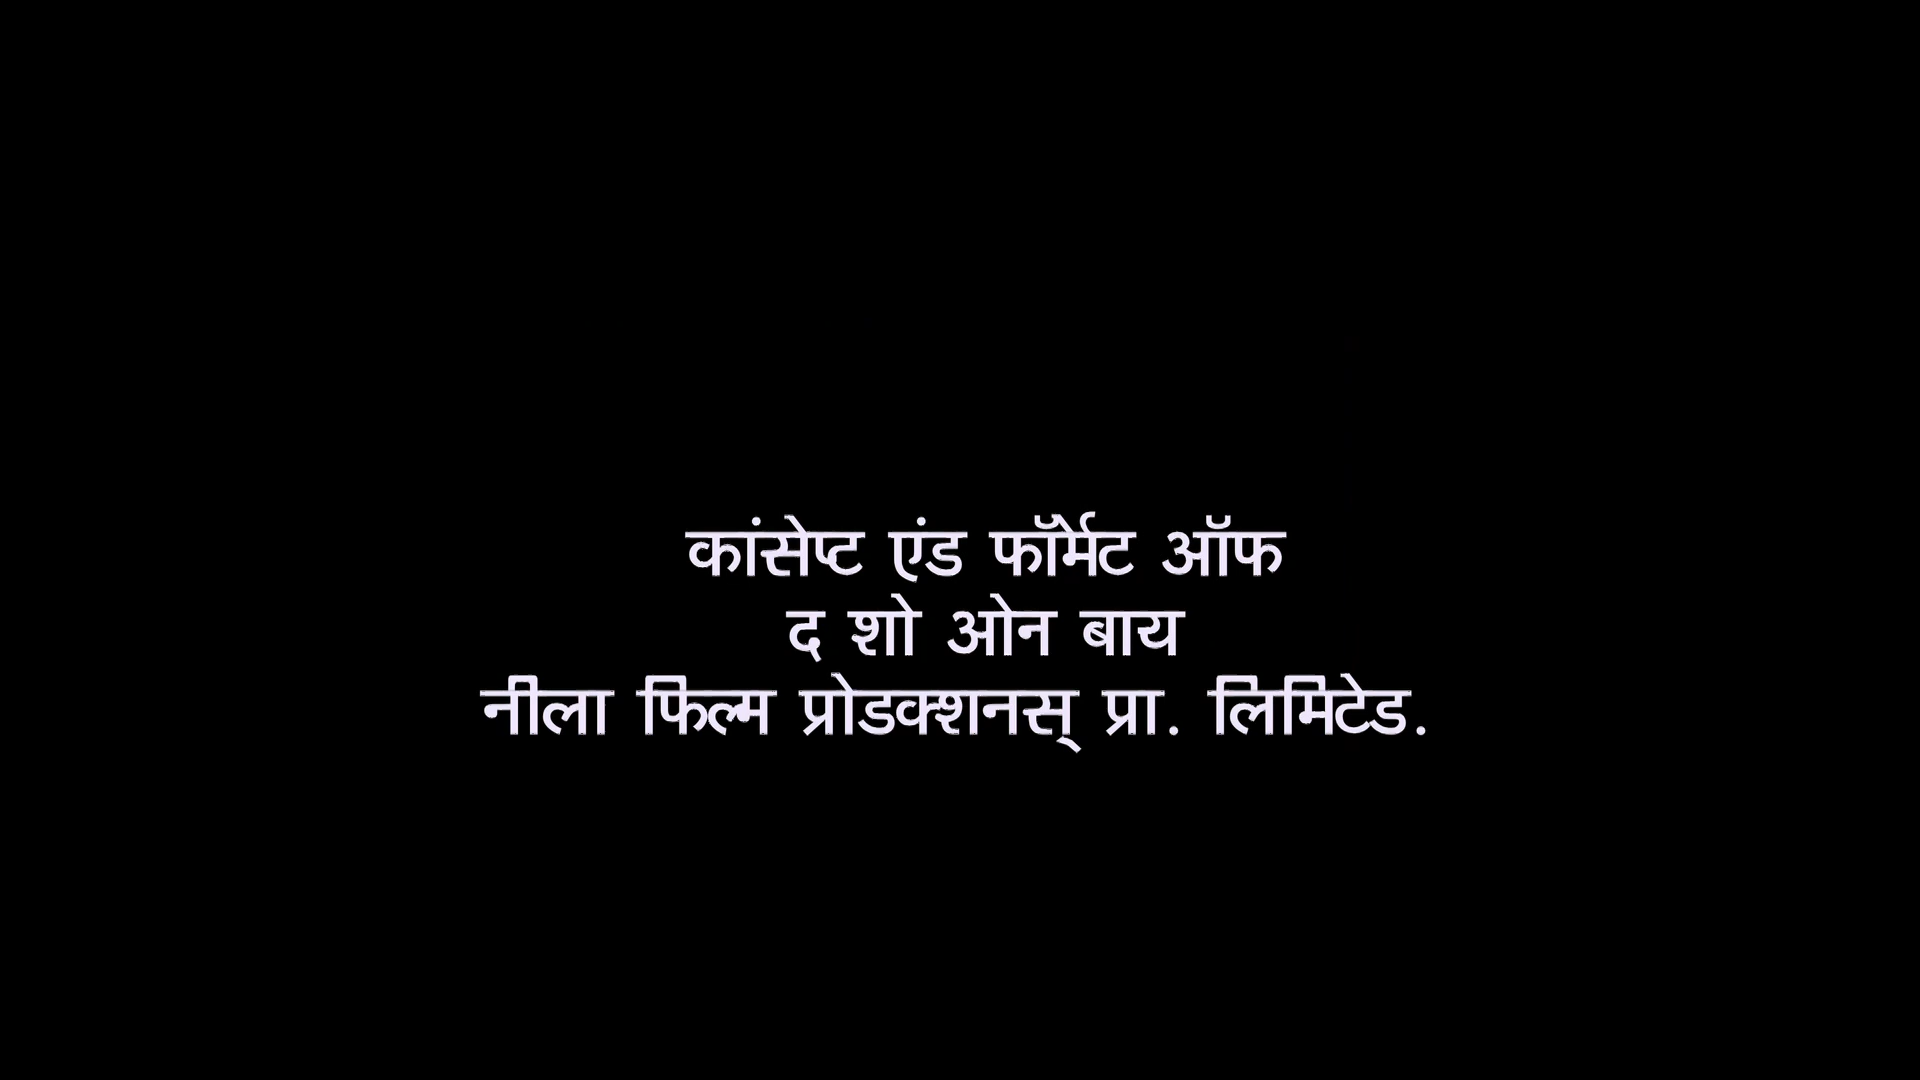 कांसेप्ट एंड फॉर्मेट ऑफ
द शो ओन बाय
नीला फिल्म प्रोडक्शनस् प्रा. लिमिटेड.